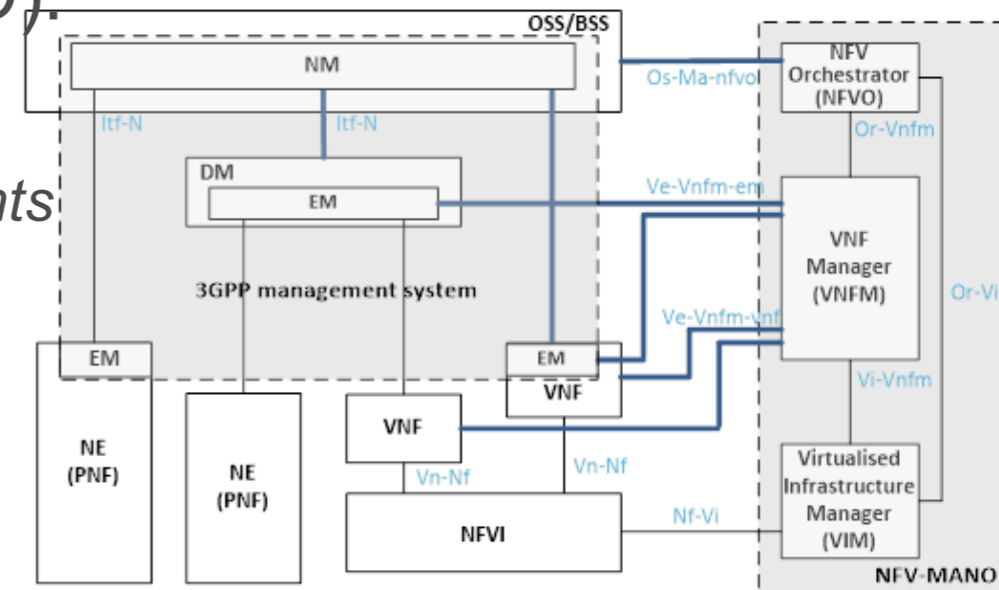 ).
OSS/BSS
NM
NFV
Orchestrator
(NFVO)
Os-Ma-nfvo
Itf-N
Itf-N
Or-Vnfm
DM
EM
nts
Ve-Vnfm-em
VNF
Manager
(VNFM)
3GPP management system
Or-Vi
Ve-Vnfm-vnf
EM
EM
VNF
Vi-Vnfm
VNF
NE
(PNF)
NE
(PNF)
Vn-Nf
Vn-Nf
Virtualised
Infrastructure
Manager
(VIM)
NFVI
Nf-Vi
NFV-MANO